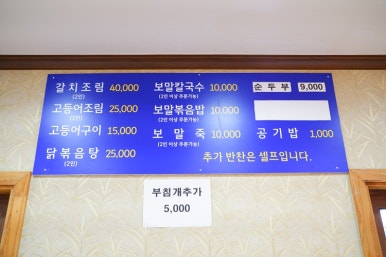 갈치조림 40,000
(2인)
고등어조림 25,000
(2인)
고등어구이 15,000
닭볶음탕 25,000
(2인)
보말칼국수 10,000
(2인 이상 주문가능)
보말볶음밥 10,000
(2인 이상 주문가능)
보말죽 10,000
(2인 이상 주문가능)
순두부 9,000
공기밥 1,000
추가 반찬은 셀프입니다.
부침개추가
5,000